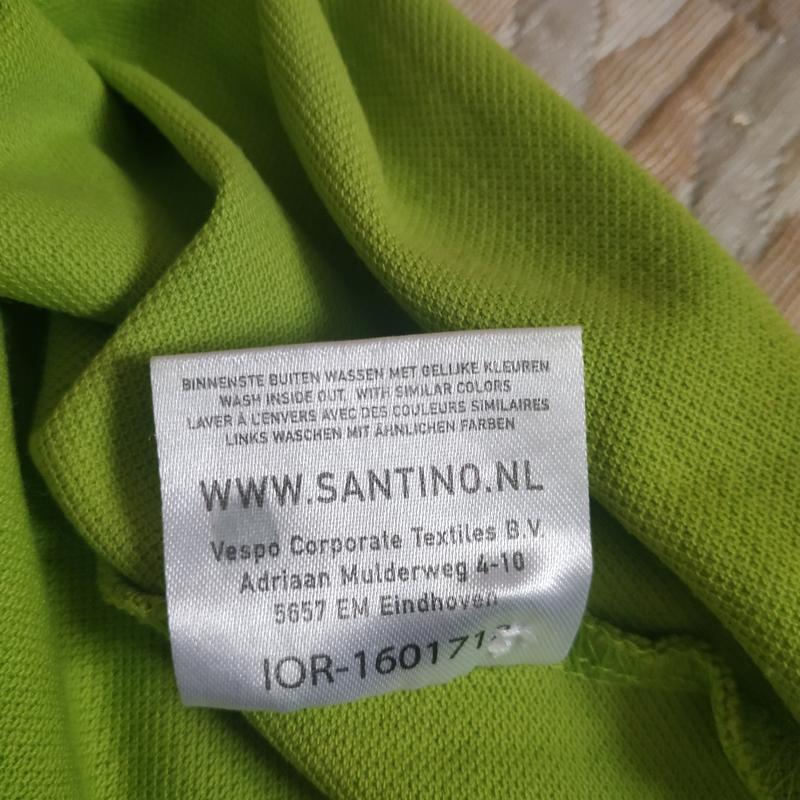 BINNENSTE BUITEN WASSEN MET GELIJKE KLEUREN
WASH INSIDE OUT, WITH SIMILAR COLORS
LAVER À L'ENVERS AVEC DES COULEURS SIMILAIRES
LINKS WASCHEN MIT ÄHNLICHEN FARBEN
WWW.SANTINO.NL
Vespo Corporate Textiles B.V.
Adriaan Mulderweg 4-10
5657 EM Eindhoven